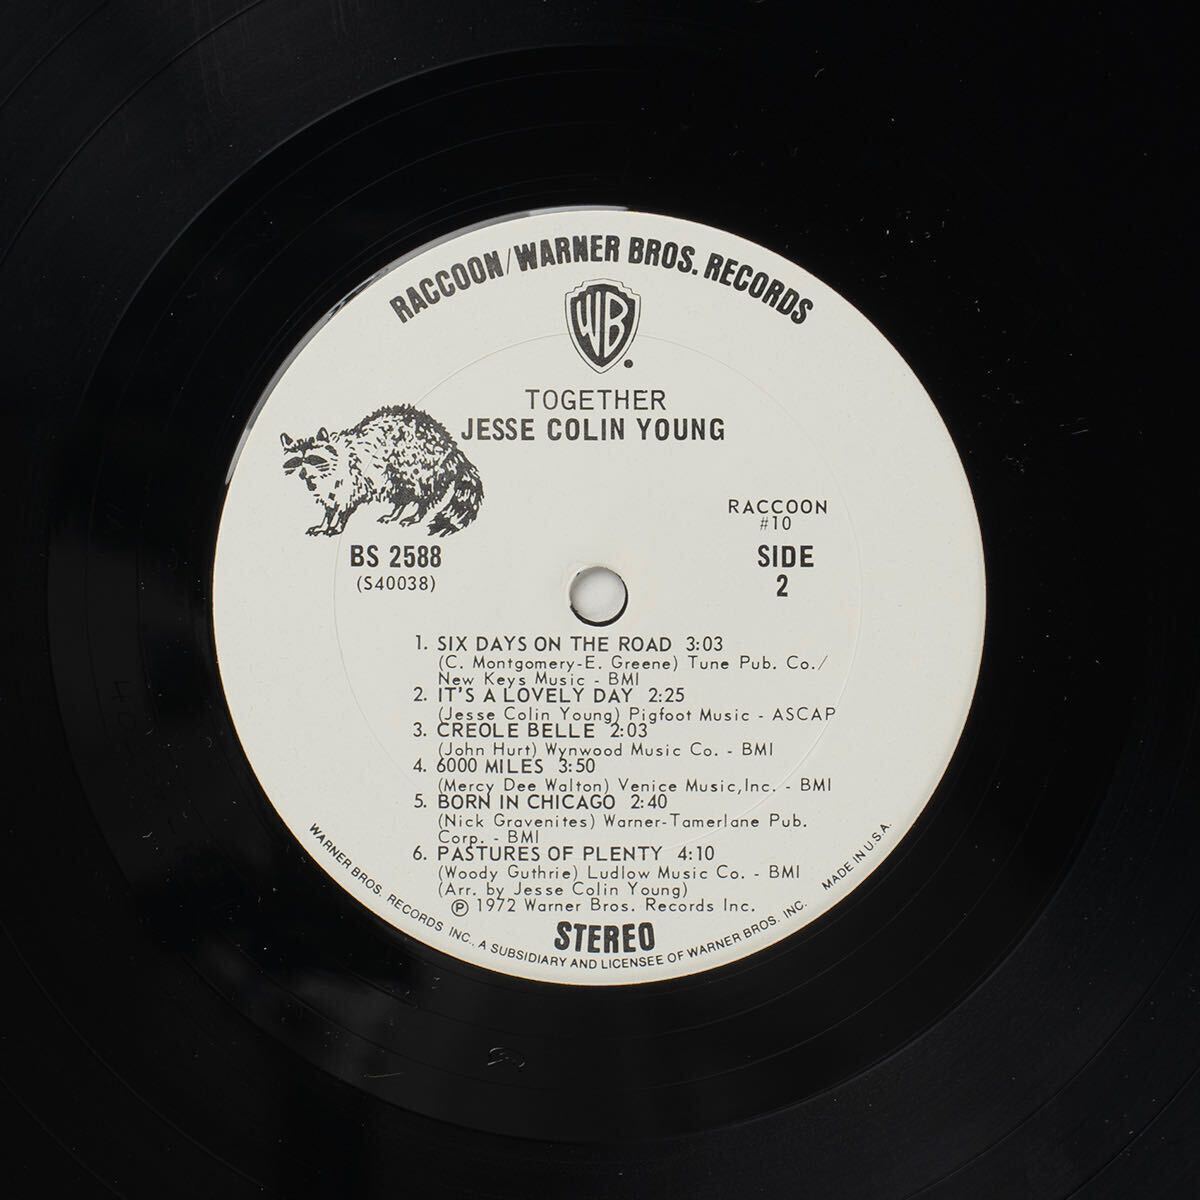 RACCOON/WARNER BROS. RECORDS
WB
TOGETHER
JESSE COLIN YOUNG
RACCOON
#10
BS 2588
(S40038)
SIDE
2
1. SIX DAYS ON THE ROAD 3:03
(C. Montgomery-E. Greene) Tune Pub. Co./
New Keys Music - BMI
2. IT'S A LOVELY DAY 2:25
(Jesse Colin Young) Pigfoot Music - ASCAP
3. CREOLE BELLE 2:03
(John Hurt) Wynwood Music Co. - BMI
4. 6000 MILES 3:50
(Mercy Dee Walton) Venice Music,Inc. - BMI
5. BORN IN CHICAGO 2:40
(Nick Gravenites) Warner-Tamerlane Pub.
Corp. - BMI
6. PASTURES OF PLENTY 4:10
(Woody Guthrie) Ludlow Music Co. - BMI
(Arr. by Jesse Colin Young)
℗ 1972 Warner Bros. Records Inc.
STEREO
WARNER BROS. RECORDS INC., A SUBSIDIARY AND LICENSEE OF WARNER BROS. INC. MADE IN U.S.A.